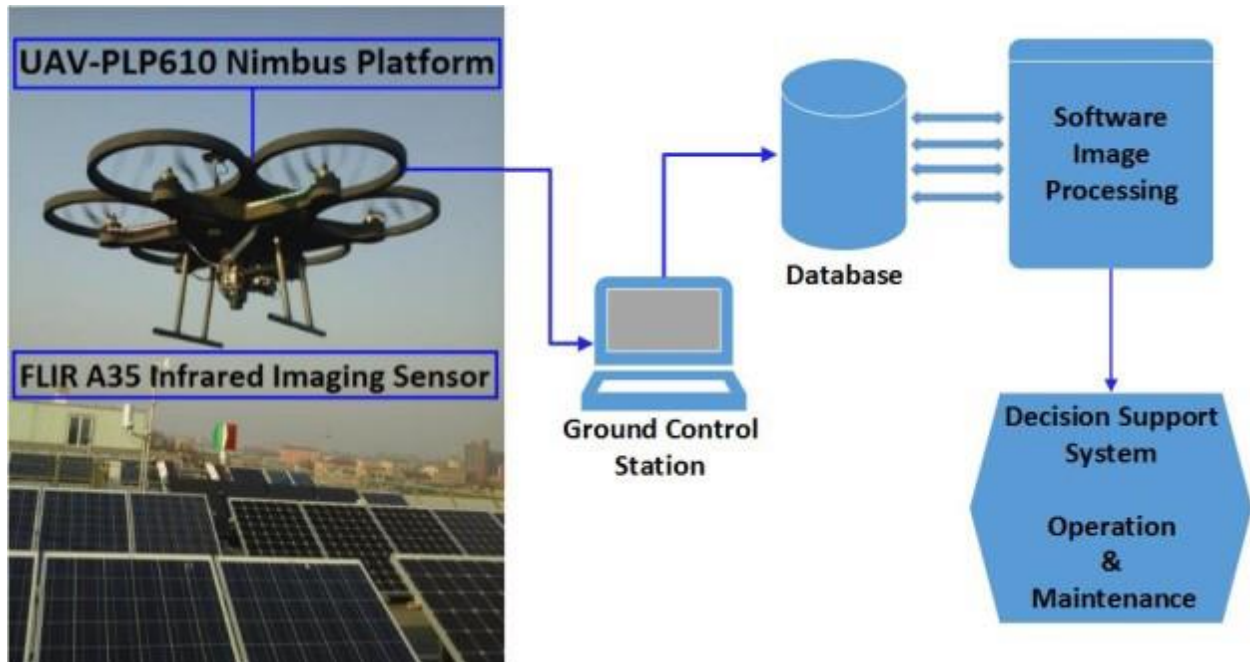 UAV-PLP610 Nimbus Platform
FLIR A35 Infrared Imaging Sensor
Ground Control
Station
Database
Software
Image
Processing
Decision Support
System
Operation
&
Maintenance